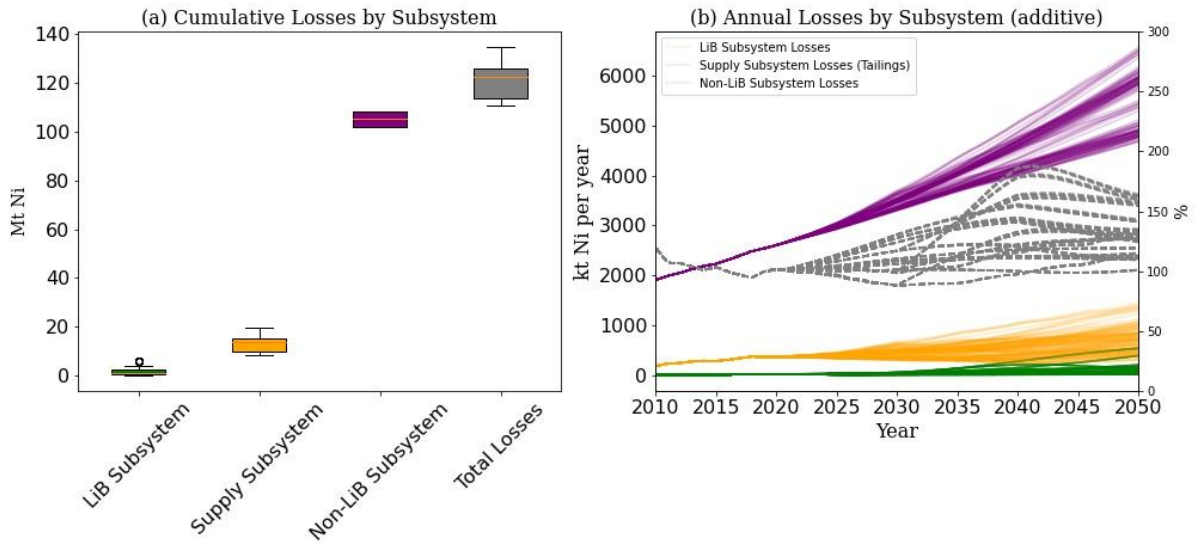 (a) Cumulative Losses by Subsystem
Mt Ni
140
120
100
80
60
40
20
0
LiB Subsystem
Supply Subsystem
Non-LiB Subsystem
Total Losses
(b) Annual Losses by Subsystem (additive)
LiB Subsystem Losses
Supply Subsystem Losses (Tailings)
Non-LiB Subsystem Losses
kt Ni per year
6000
5000
4000
3000
2000
1000
0
300
250
200
150
100
50
0
%
2010 2015 2020 2025 2030 2035 2040 2045 2050
Year